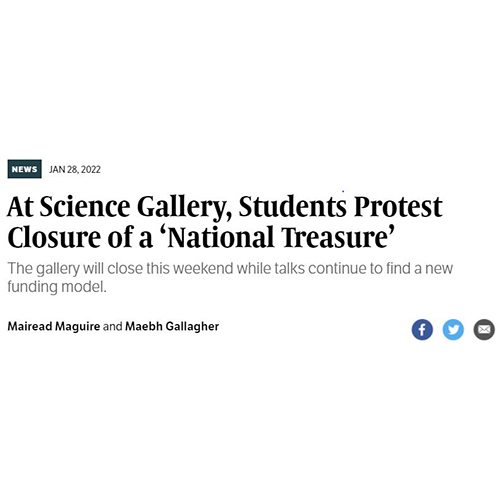 NEWS JAN 28, 2022
At Science Gallery, Students Protest
Closure of a ‘National Treasure’
The gallery will close this weekend while talks continue to find a new
funding model.
Mairead Maguire and Maebh Gallagher